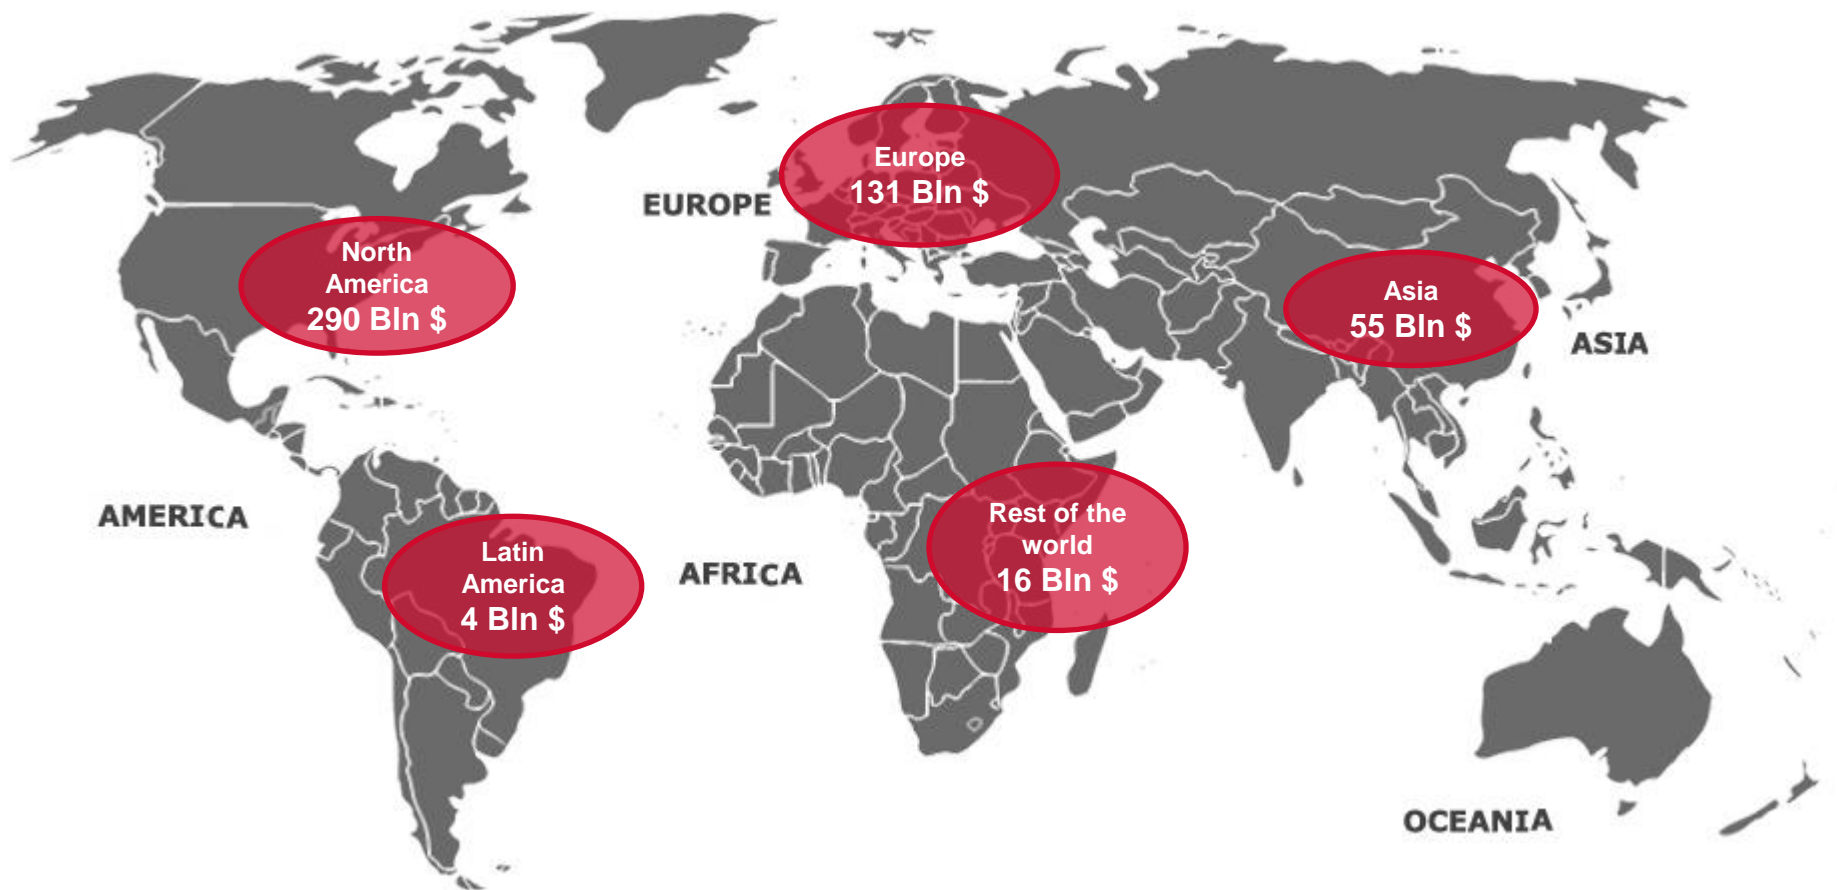 Europe
131 Bln $
EUROPE
North
America
290 Bln $
Asia
55 Bln $
ASIA
AMERICA
Latin
America
4 Bln $
AFRICA
Rest of the
world
16 Bln $
OCEANIA